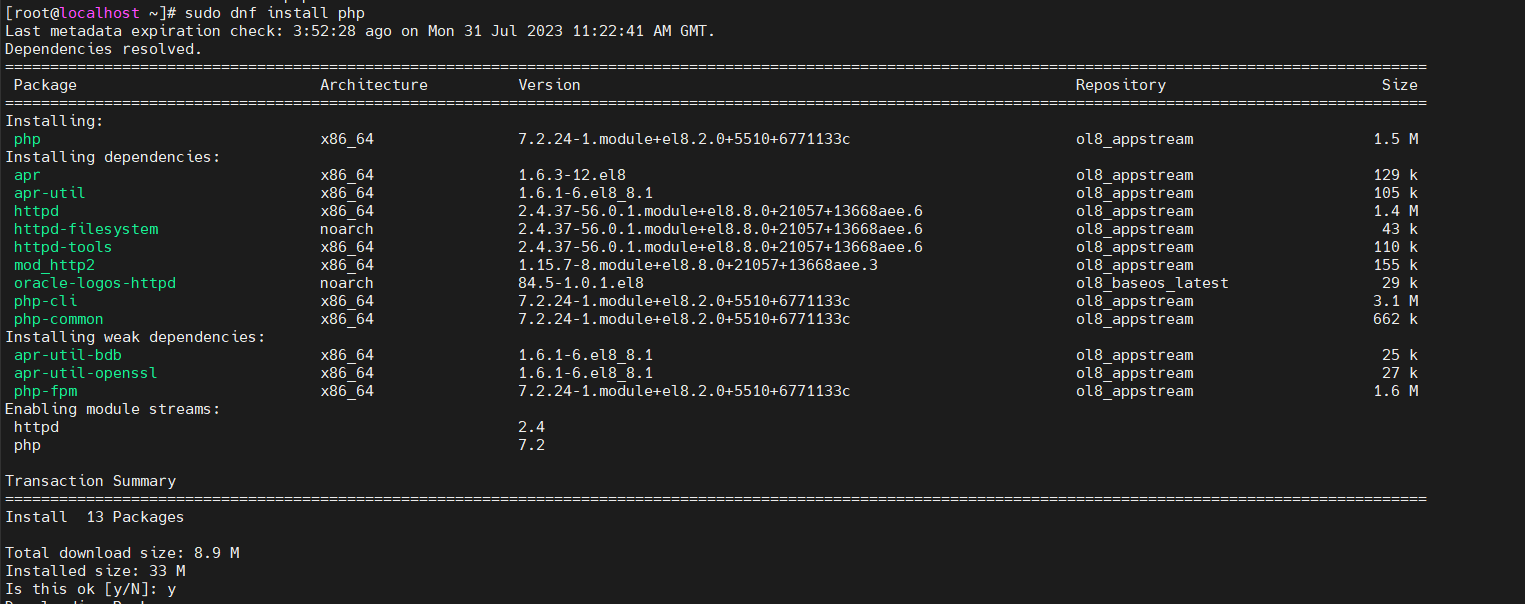 [root@localhost ~]# sudo dnf install php
Last metadata expiration check: 3:52:28 ago on Mon 31 Jul 2023 11:22:41 AM GMT.
Dependencies resolved.
================================================================================
Package Architecture Version Repository Size
================================================================================
Installing:
php x86_64 7.2.24-1.module+el8.2.0+5510+6771133c ol8_appstream 1.5 M
Installing dependencies:
apr x86_64 1.6.3-12.el8 ol8_appstream 129 k
apr-util x86_64 1.6.1-6.el8_8.1 ol8_appstream 105 k
httpd x86_64 2.4.37-56.0.1.module+el8.8.0+21057+13668aee.6 ol8_appstream 1.4 M
httpd-filesystem noarch 2.4.37-56.0.1.module+el8.8.0+21057+13668aee.6 ol8_appstream 43 k
httpd-tools x86_64 2.4.37-56.0.1.module+el8.8.0+21057+13668aee.6 ol8_appstream 110 k
mod_http2 x86_64 1.15.7-8.module+el8.8.0+21057+13668aee.3 ol8_appstream 155 k
oracle-logos-httpd noarch 84.5-1.0.1.el8 ol8_baseos_latest 29 k
php-cli x86_64 7.2.24-1.module+el8.2.0+5510+6771133c ol8_appstream 3.1 M
php-common x86_64 7.2.24-1.module+el8.2.0+5510+6771133c ol8_appstream 662 k
Installing weak dependencies:
apr-util-bdb x86_64 1.6.1-6.el8_8.1 ol8_appstream 25 k
apr-util-openssl x86_64 1.6.1-6.el8_8.1 ol8_appstream 27 k
php-fpm x86_64 7.2.24-1.module+el8.2.0+5510+6771133c ol8_appstream 1.6 M
Enabling module streams:
httpd 2.4
php 7.2
Transaction Summary
================================================================================
Install 13 Packages
Total download size: 8.9 M
Installed size: 33 M
Is this ok [y/N]: y